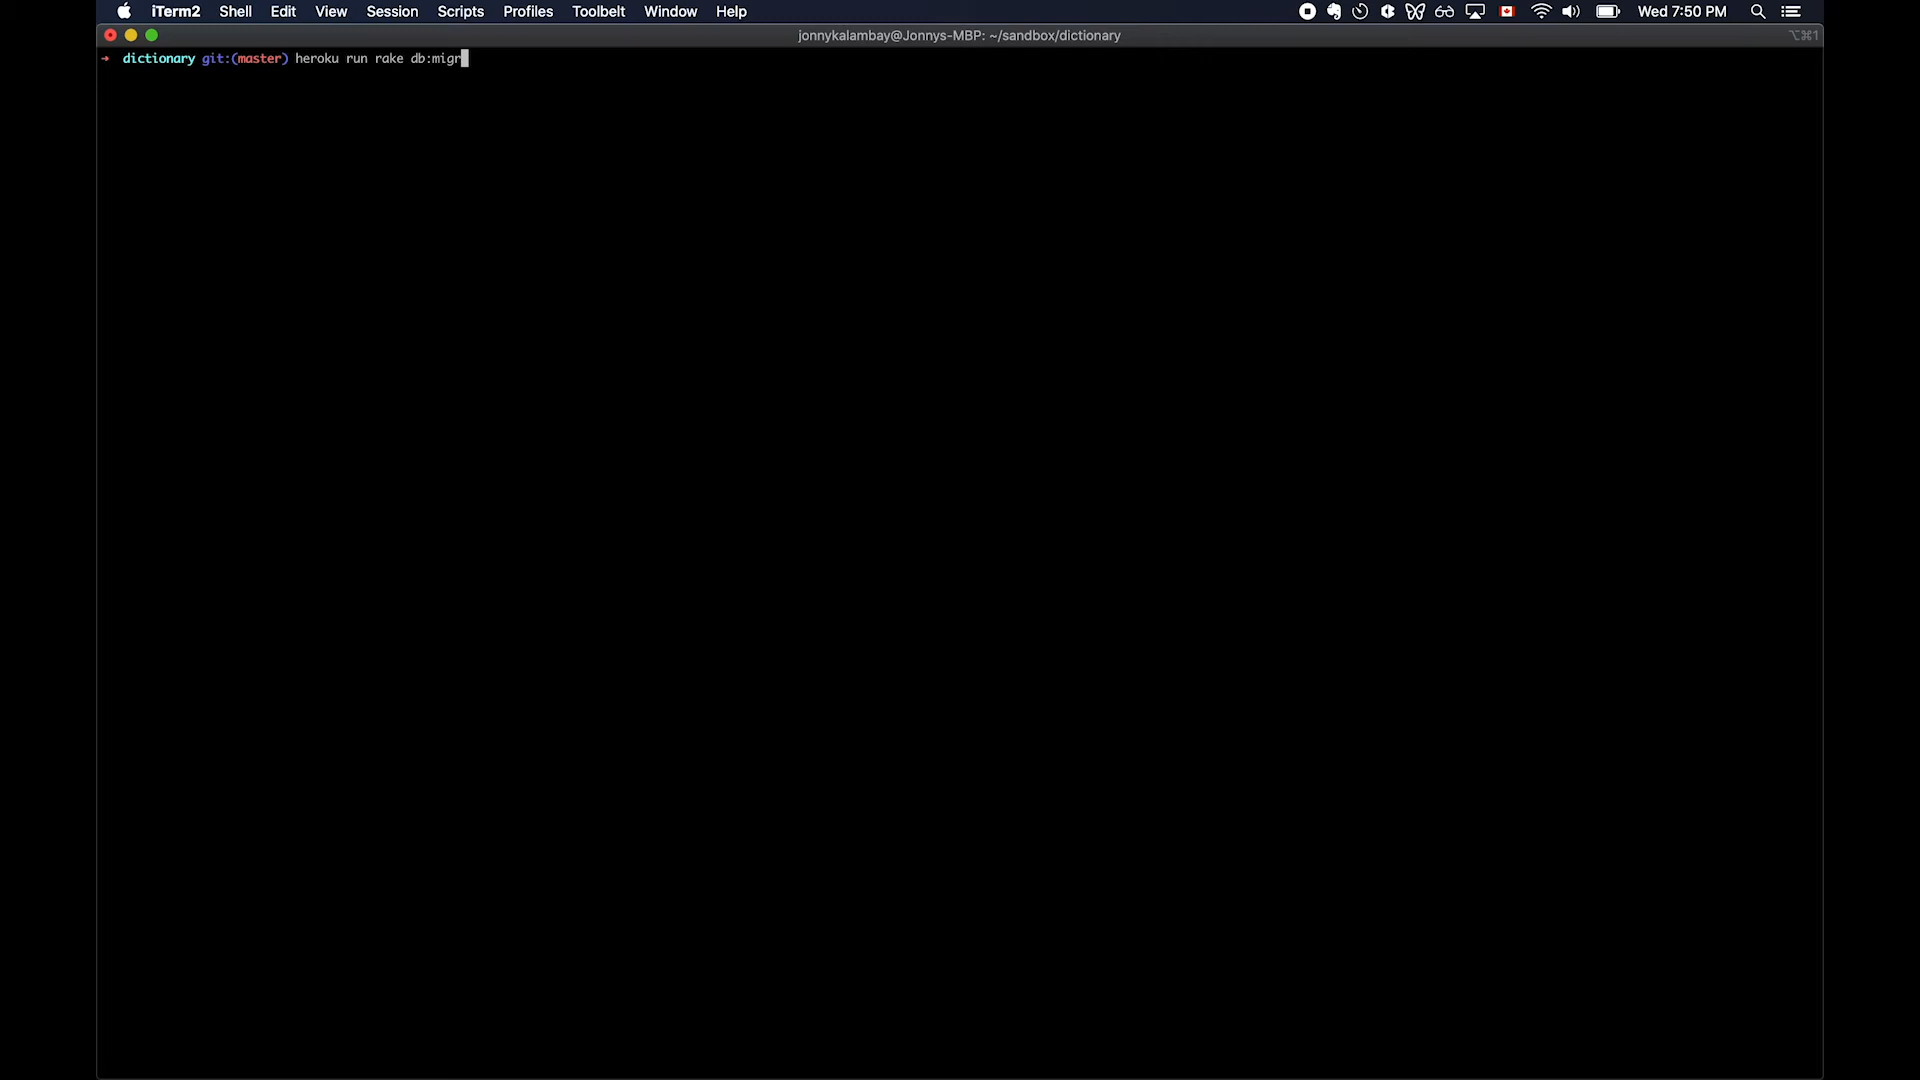 iTerm2 Shell Edit View Session Scripts Profiles Toolbelt Window Help Wed 7:50 PM
jonnykalambay@Jonnys-MBP: ~/sandbox/dictionary ⌥⌘1
➜ dictionary git:(master) heroku run rake db:migr